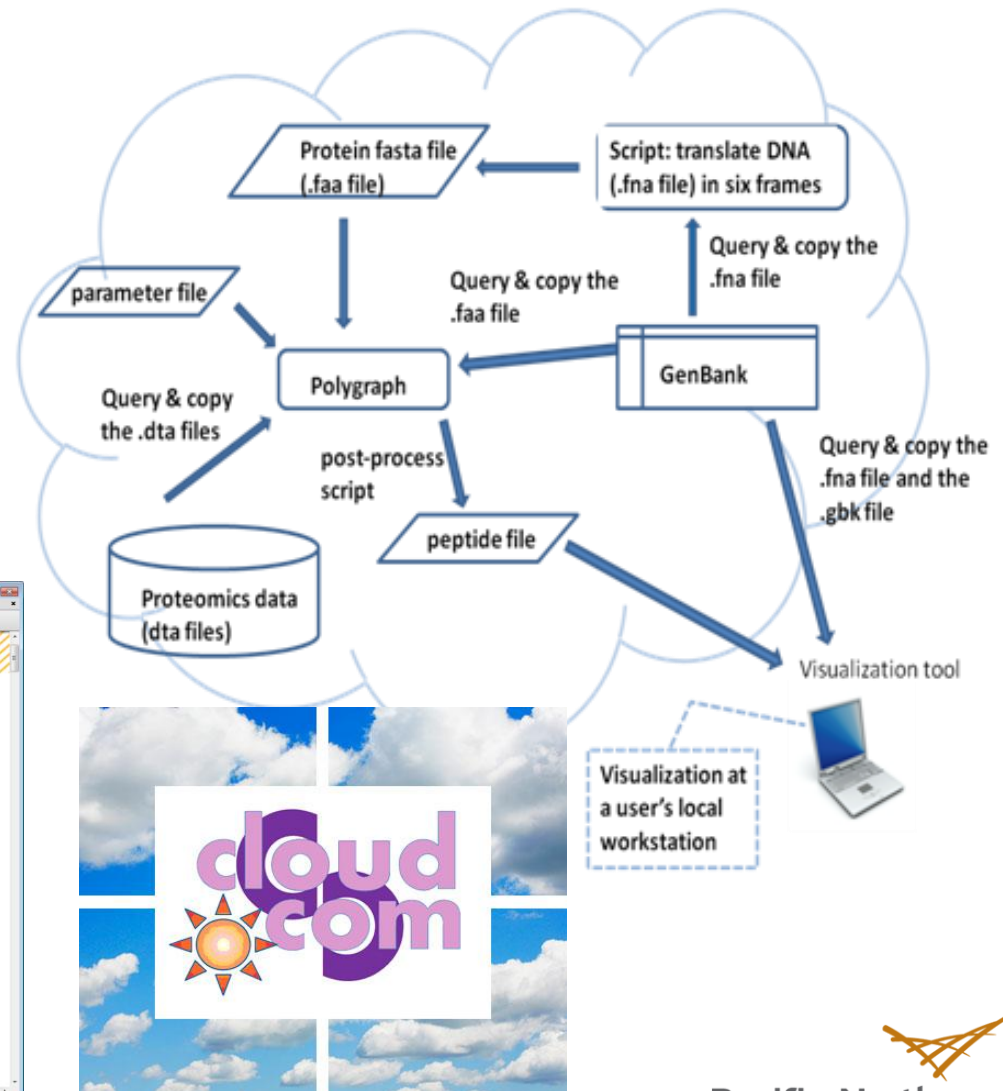 Protein fasta file
(.faa file)
Script: translate DNA
(.fna file) in six frames
Query & copy the
.fna file
Query & copy the
.faa file
parameter file
Polygraph
GenBank
Query & copy
the .dta files
post-process
script
Query & copy the
.fna file and the
.gbk file
peptide file
Proteomics data
(dta files)
Visualization tool
Visualization at
a user's local
workstation
cloud
com